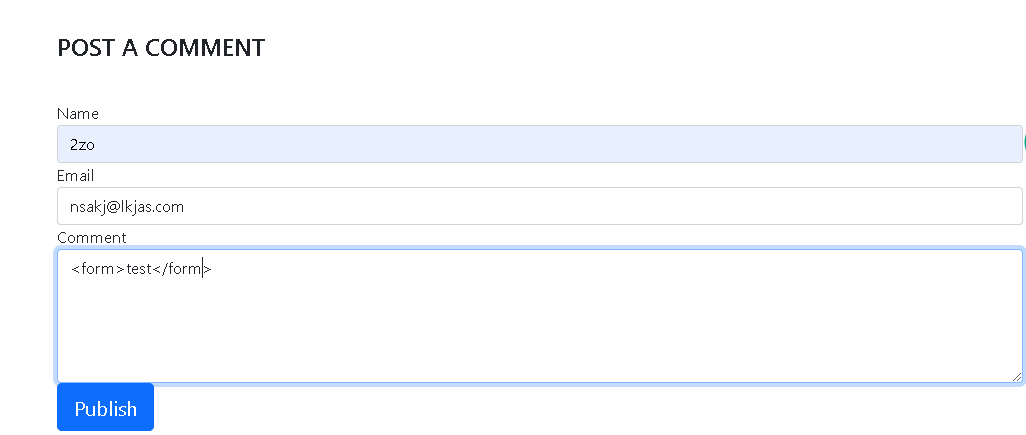 POST A COMMENT
Name
2zo
Email
nsakj@lkjas.com
Comment
<form>test</form>
Publish